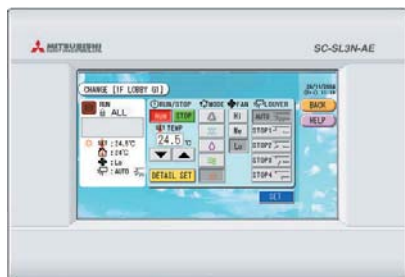 MITSUBISHI
SC-SL3N-AE
CHANGE [1F LOBBY G1]
RUN
ALL
RUN/STOP
MODE
FAN
LOUVER
RUN
STOP
SET TEMP
24.5 ℃
Hi
Me
Lo
AUTO
STOP1
STOP2
STOP3
STOP4
:24.5℃
:24℃
:Lo
:AUTO
DETAIL SET
BACK
HELP
SET